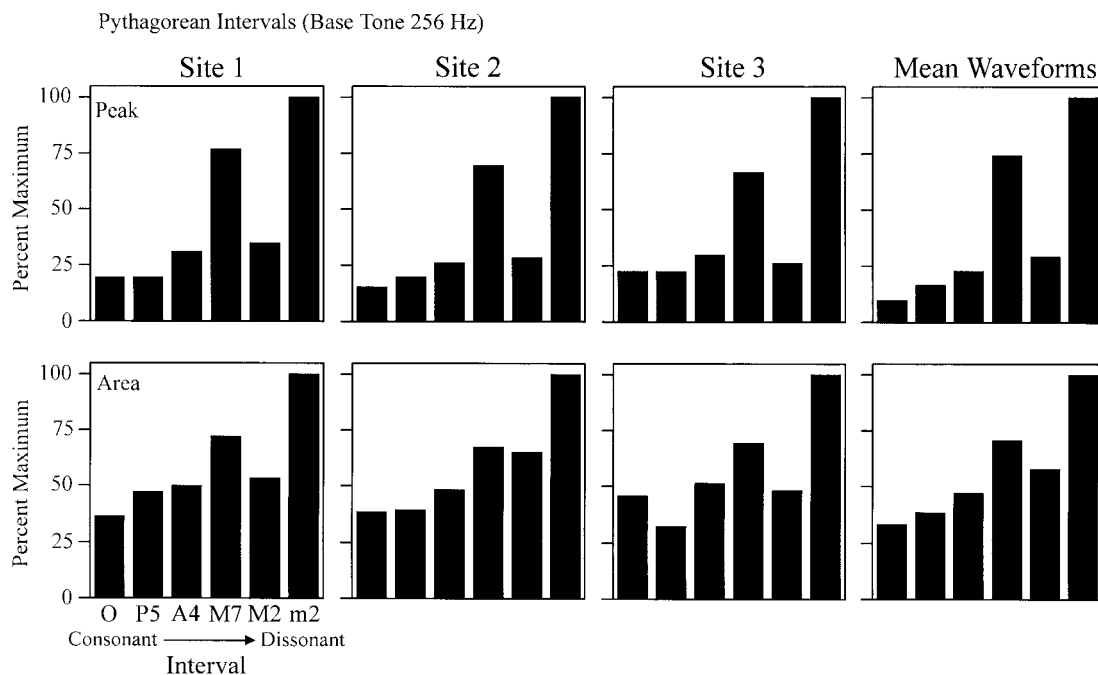 Pythagorean Intervals (Base Tone 256 Hz)
Site 1 Site 2 Site 3 Mean Waveforms
Percent Maximum
100
75
50
25
0
Peak
Percent Maximum
100
75
50
25
0
Area
O P5 A4 M7 M2 m2
Consonant Dissonant
Interval